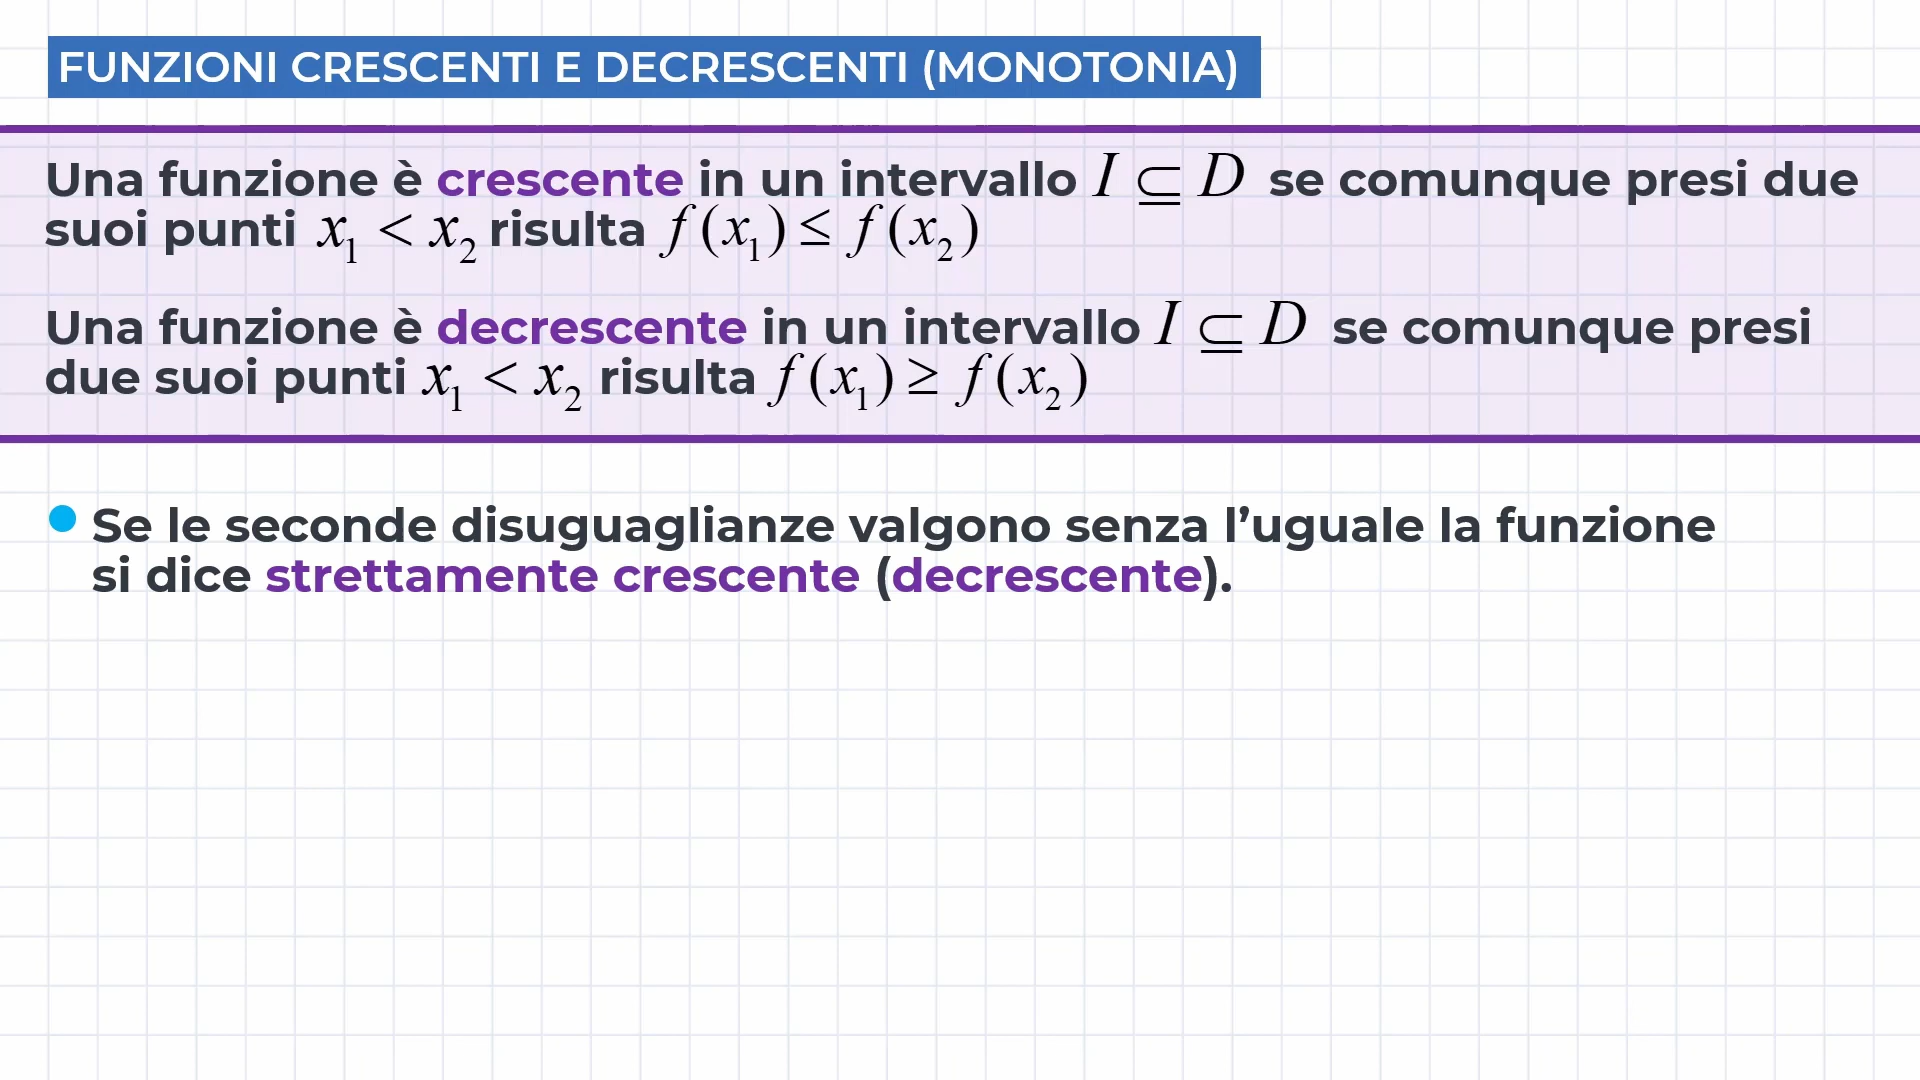 FUNZIONI CRESCENTI E DECRESCENTI (MONOTONIA)
Una funzione è crescente in un intervallo I ⊆ D se comunque presi due
suoi punti x₁ < x₂ risulta f(x₁) ≤ f(x₂)
Una funzione è decrescente in un intervallo I ⊆ D se comunque presi
due suoi punti x₁ < x₂ risulta f(x₁) ≥ f(x₂)
Se le seconde disuguaglianze valgono senza l’uguale la funzione
si dice strettamente crescente (decrescente).